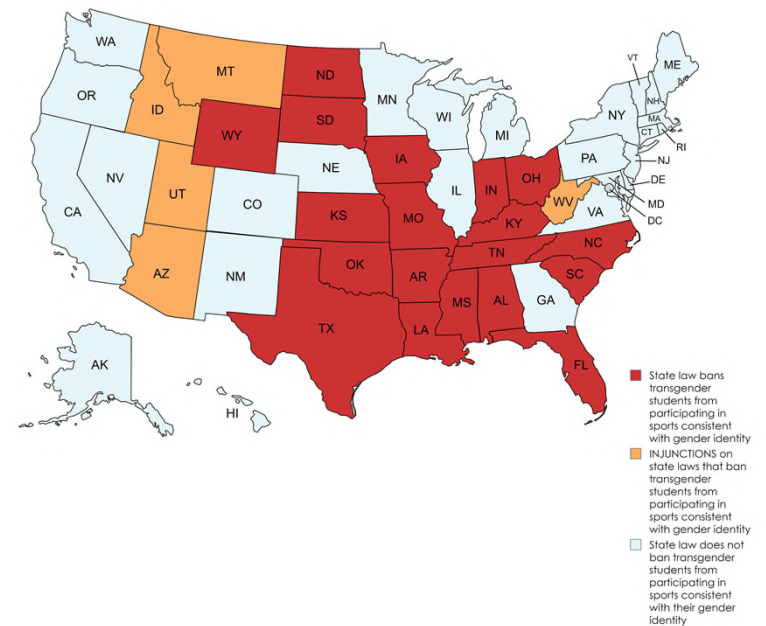 WA
MT
ND
MN
VT
ME
OR
ID
SD
WI
MI
NY
NH
MA
CT
RI
WY
IA
NE
PA
NJ
NV
UT
CO
IL
IN
OH
WV
VA
DE
MD
DC
CA
KS
MO
KY
AZ
NM
OK
AR
TN
NC
SC
TX
LA
MS
AL
GA
FL
AK
HI
State law bans
transgender
students from
participating in
sports consistent
with gender identity
INJUNCTIONS on
state laws that ban
transgender
students from
participating in
sports consistent
with gender identity
State law does not
ban transgender
students from
participating in
sports consistent
with their gender
identity